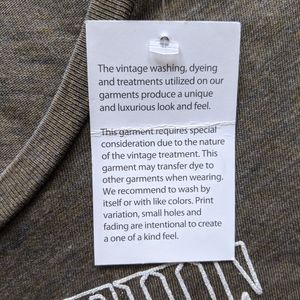 The vintage washing, dyeing
and treatments utilized on our
garments produce a unique
and luxurious look and feel.
This garment requires special
consideration due to the nature
of the vintage treatment. This
garment may transfer dye to
other garments when wearing.
We recommend to wash by
itself or with like colors. Print
variation, small holes and
fading are intentional to create
a one of a kind feel.